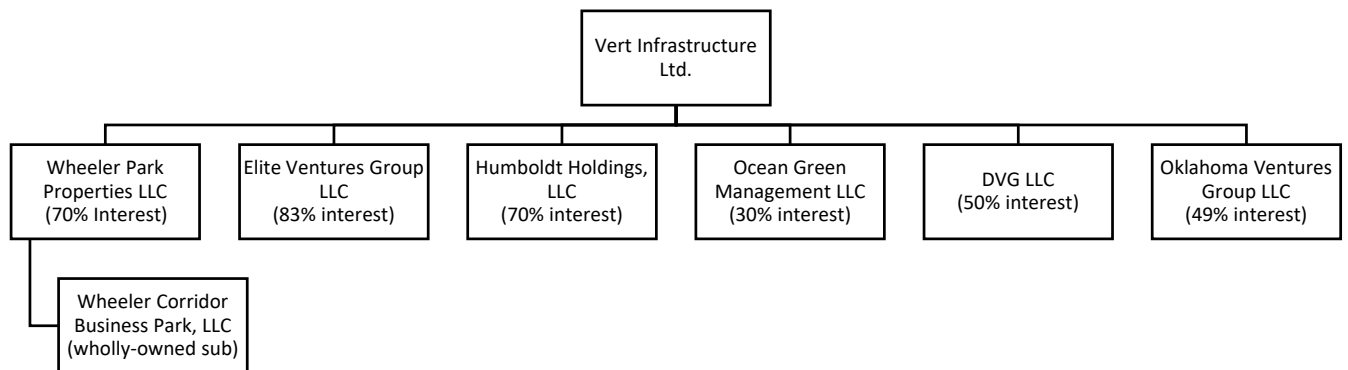 Vert Infrastructure
Ltd.
Wheeler Park
Properties LLC
(70% Interest)
Elite Ventures Group
LLC
(83% interest)
Humboldt Holdings,
LLC
(70% interest)
Ocean Green
Management LLC
(30% interest)
DVG LLC
(50% interest)
Oklahoma Ventures
Group LLC
(49% interest)
Wheeler Corridor
Business Park, LLC
(wholly-owned sub)